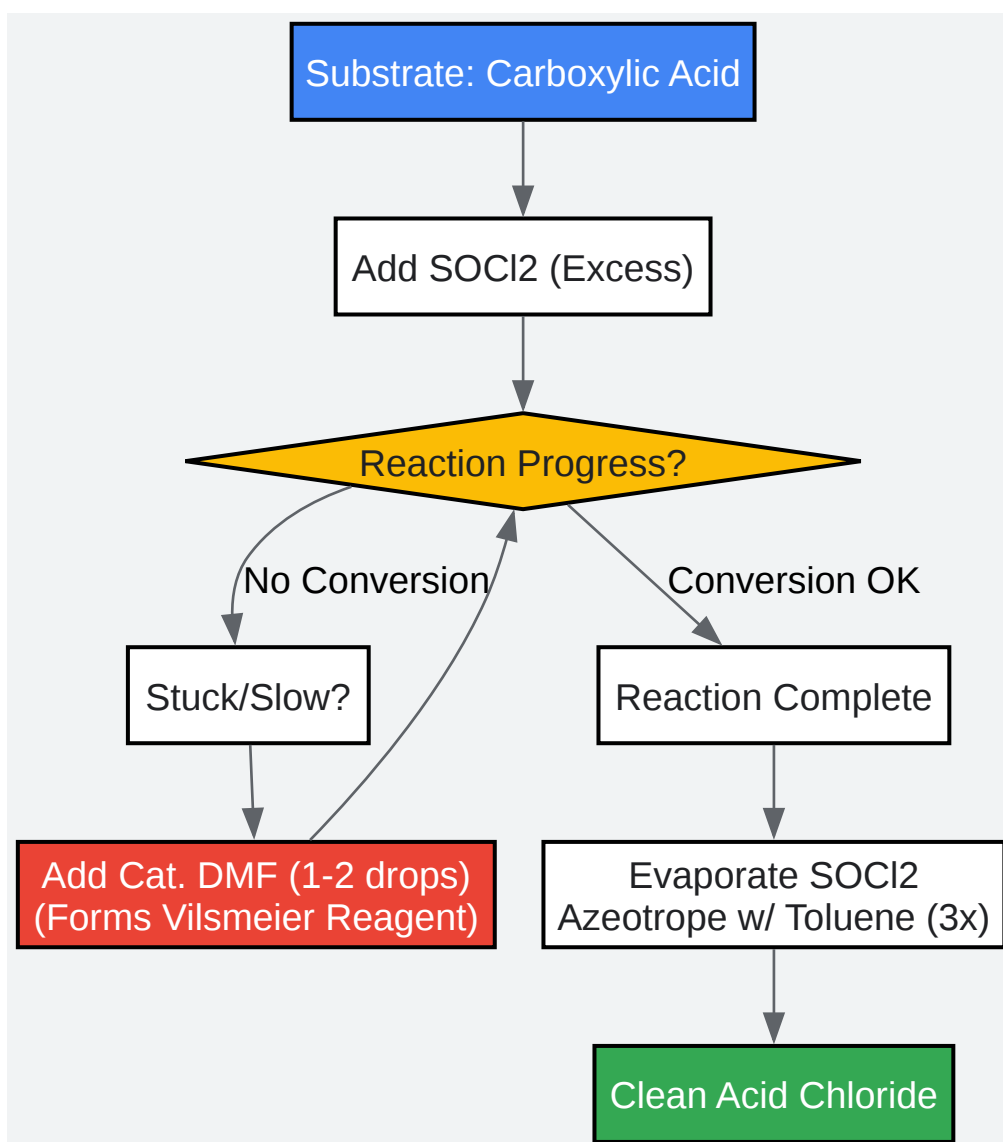 Substrate: Carboxylic Acid
Add SOCl2 (Excess)
Reaction Progress?
No Conversion
Conversion OK
Stuck/Slow?
Reaction Complete
Add Cat. DMF (1-2 drops)
(Forms Vilsmeier Reagent)
Evaporate SOCl2
Azeotrope w/ Toluene (3x)
Clean Acid Chloride